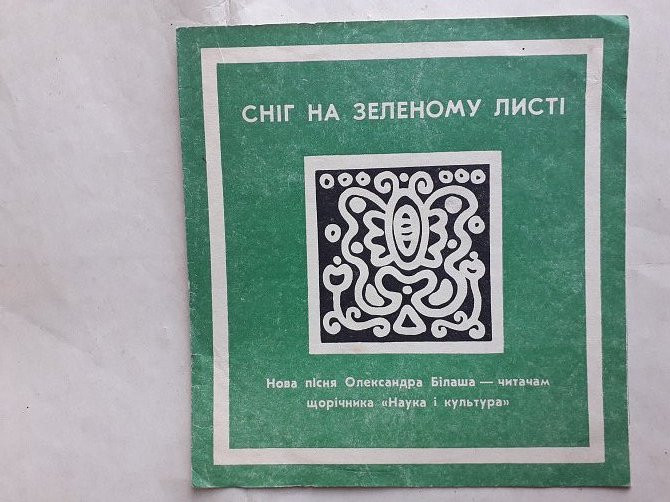 СНІГ НА ЗЕЛЕНОМУ ЛИСТІ
Нова пісня Олександра Білаша — читачам
щорічника «Наука і культура»